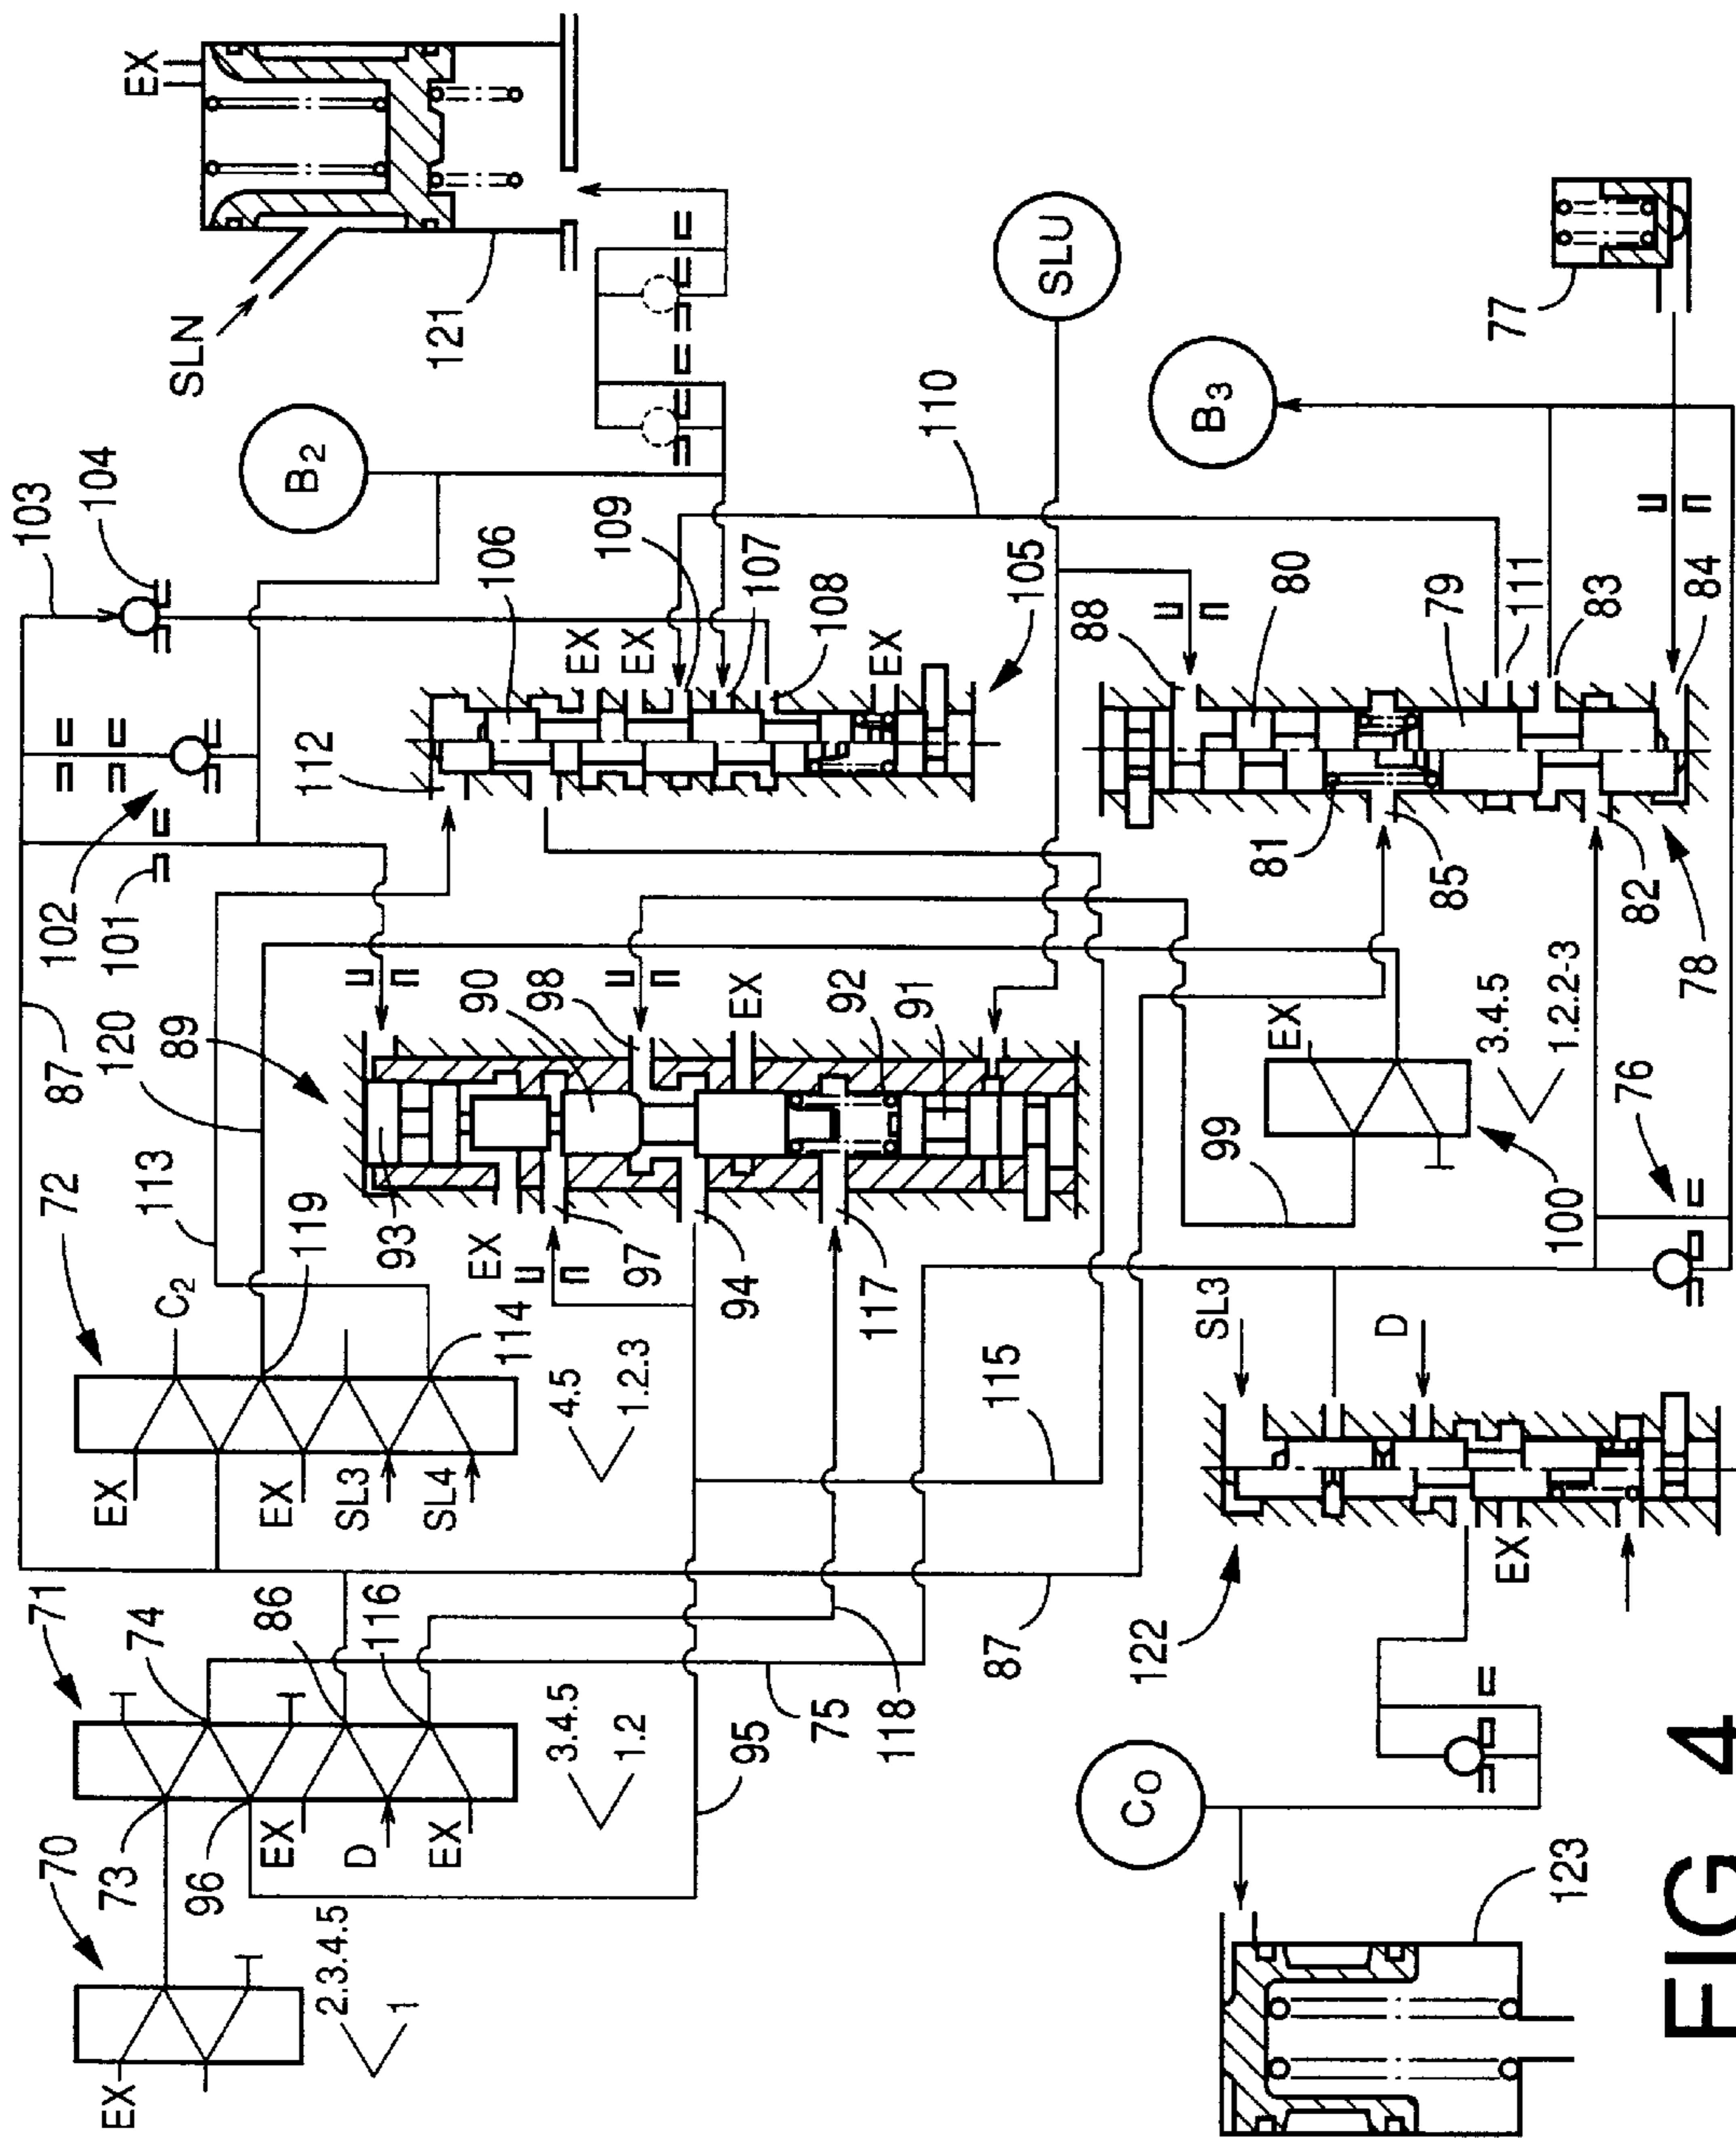 EX
SLN
121
B2
103
104
106
109
107
108
105
EX
EX
EX
112
110
SLU
B3
77
88
80
79
111
83
84
81
85
82
78
102
101
87
120
113
72
89
90
98
EX
92
91
93
EX
97
94
117
119
C2
114
EX
EX
SL3
SL4
4.5
1.2.3
115
99
EX
3.4.5
1.2.2-3
100
76
SL3
D
EX
122
71
74
86
116
73
96
EX
D
EX
3.4.5
1.2
95
75
118
87
70
EX
2.3.4.5
1
C0
123
FIG 4